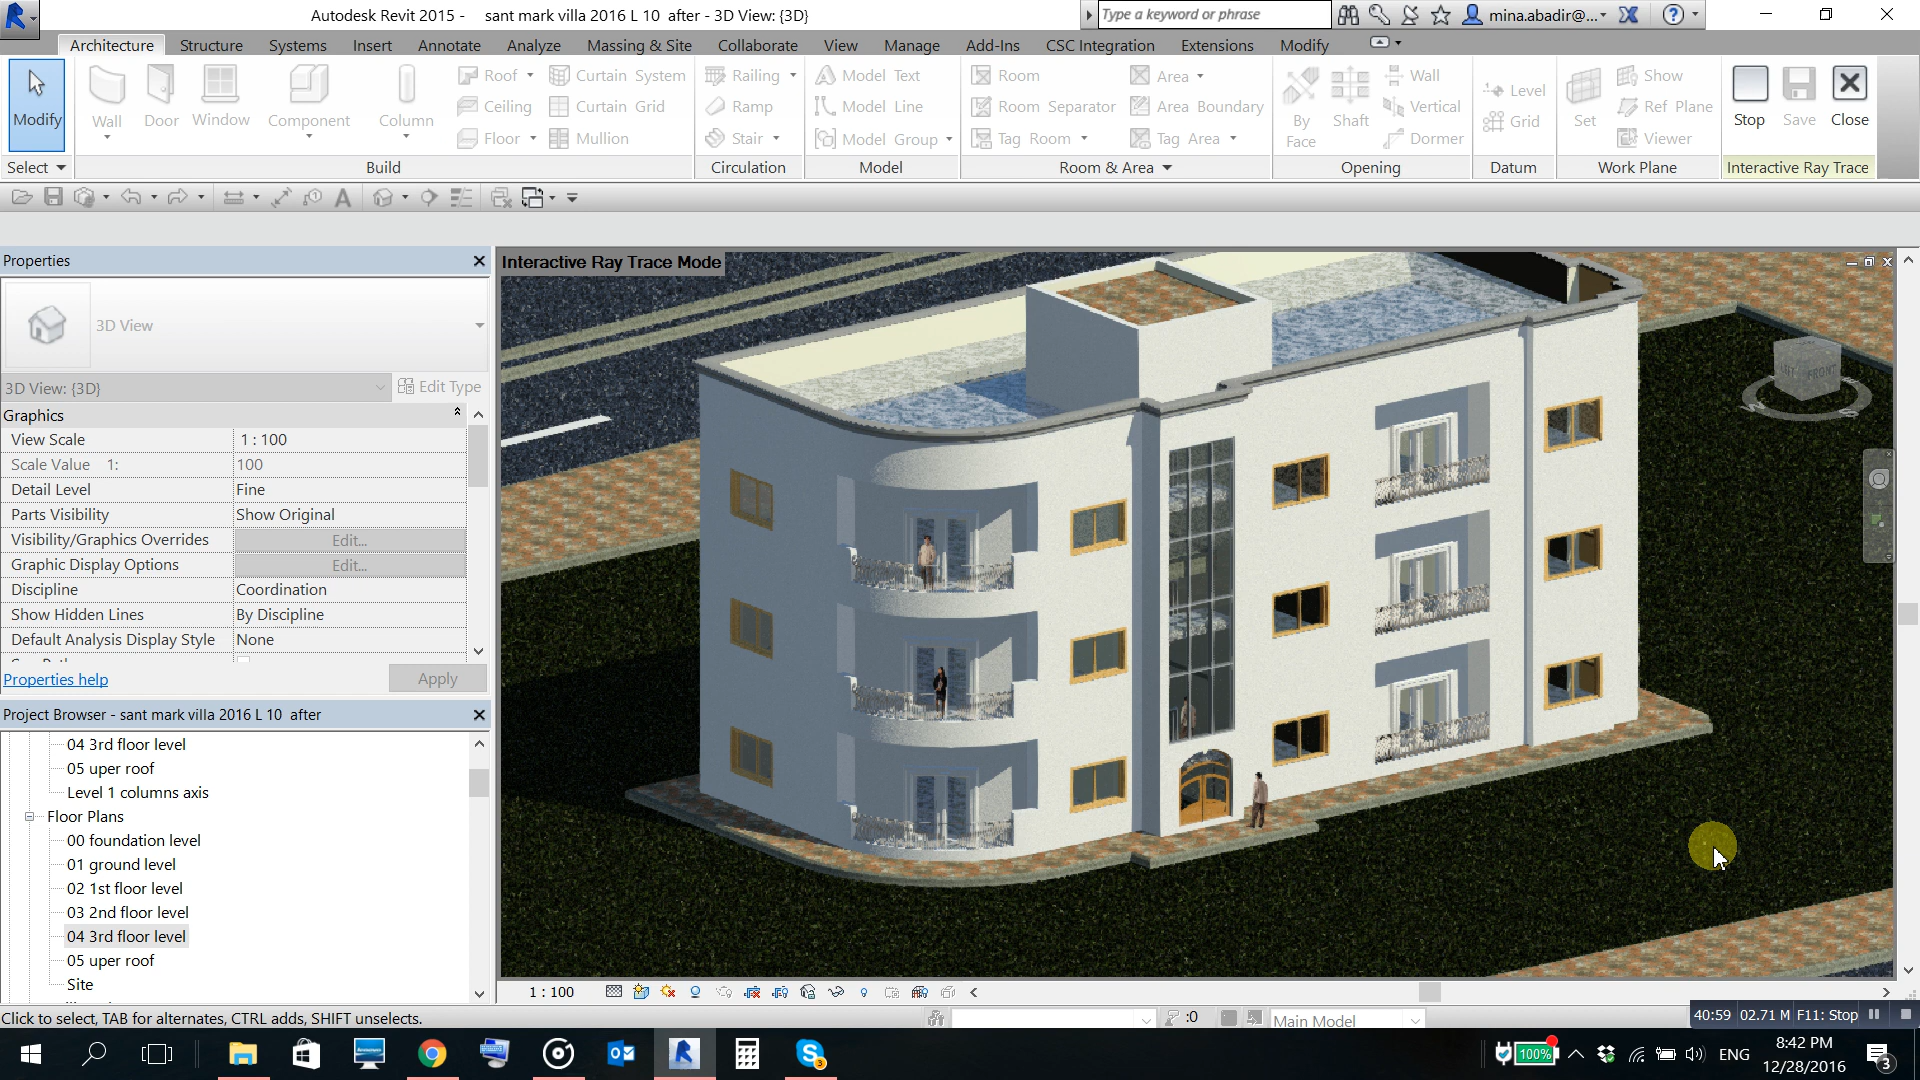 Autodesk Revit 2015 - sant mark villa 2016 L 10 after - 3D View: {3D}
Type a keyword or phrase
mina.abadir@...
Architecture Structure Systems Insert Annotate Analyze Massing & Site Collaborate View Manage Add-Ins CSC Integration Extensions Modify
Modify
Wall
Door
Window
Component
Column
Roof
Ceiling
Floor
Curtain System
Curtain Grid
Mullion
Railing
Ramp
Stair
Model Text
Model Line
Model Group
Room
Room Separator
Tag Room
Area
Area Boundary
Tag Area
By Face
Shaft
Wall
Vertical
Dormer
Level
Grid
Set
Show
Ref Plane
Viewer
Stop
Save
Close
Select Build Circulation Model Room & Area Opening Datum Work Plane Interactive Ray Trace
Properties
3D View
3D View: {3D}
Edit Type
Graphics
View Scale 1 : 100
Scale Value 1: 100
Detail Level Fine
Parts Visibility Show Original
Visibility/Graphics Overrides Edit...
Graphic Display Options Edit...
Discipline Coordination
Show Hidden Lines By Discipline
Default Analysis Display Style None
Properties help
Apply
Project Browser - sant mark villa 2016 L 10 after
04 3rd floor level
05 uper roof
Level 1 columns axis
Floor Plans
00 foundation level
01 ground level
02 1st floor level
03 2nd floor level
04 3rd floor level
05 uper roof
Site
Interactive Ray Trace Mode
LEFT FRONT
1 : 100
Click to select, TAB for alternates, CTRL adds, SHIFT unselects.
:0
Main Model
40:59 02.71 M F11: Stop
3
100%
ENG
8:42 PM
12/28/2016
3